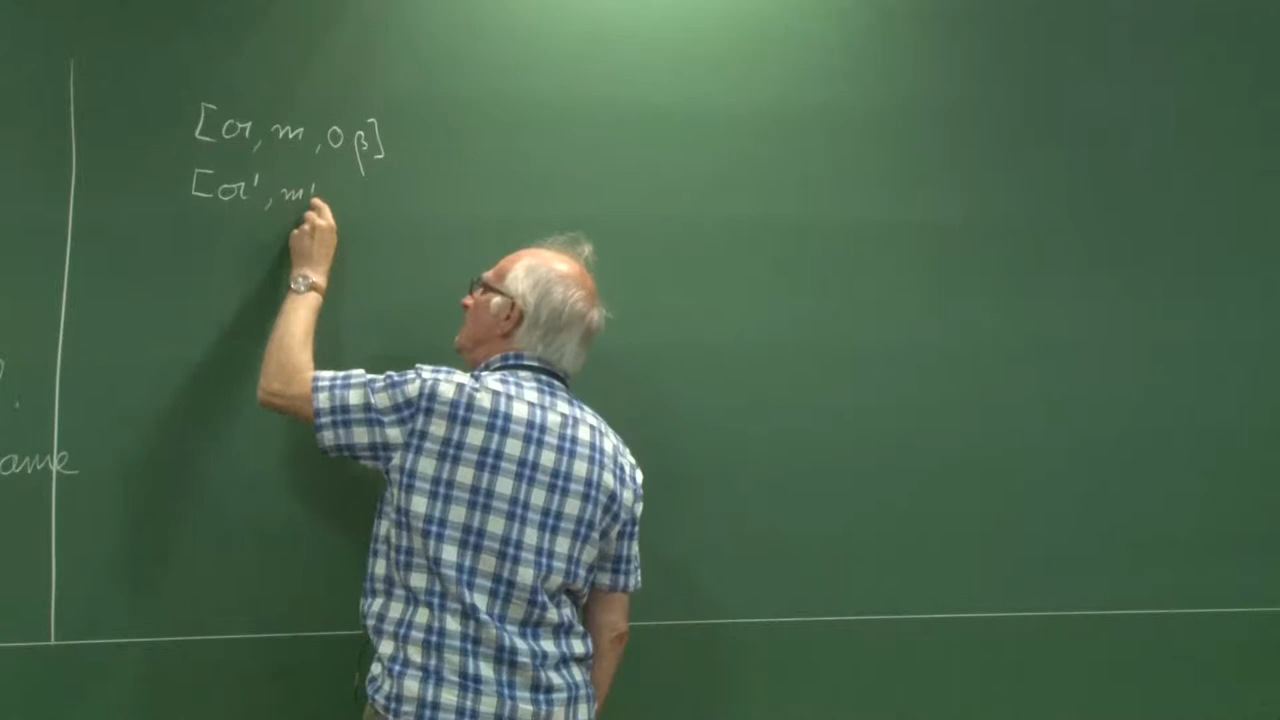 ame
[𝔞, m, 0β]
[𝔞', m'